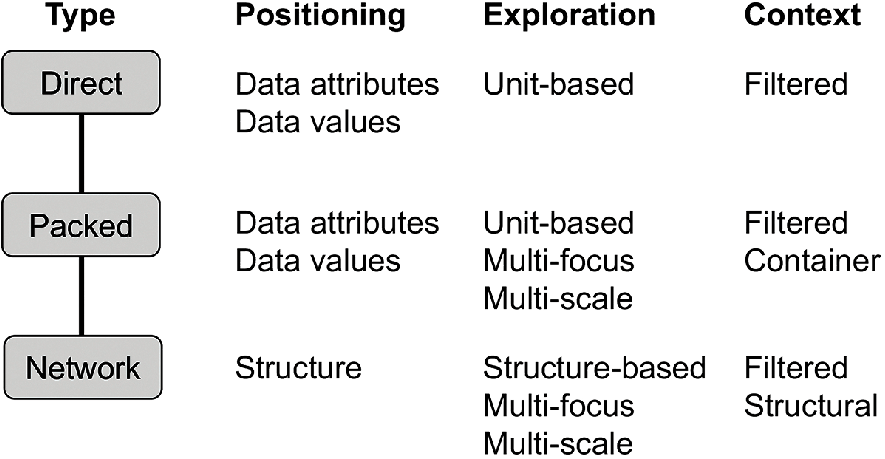 Type Positioning Exploration Context
Direct Data attributes Unit-based Filtered
Data values
Packed Data attributes Unit-based Filtered
Data values Multi-focus Container
Multi-scale
Network Structure Structure-based Filtered
Multi-focus Structural
Multi-scale